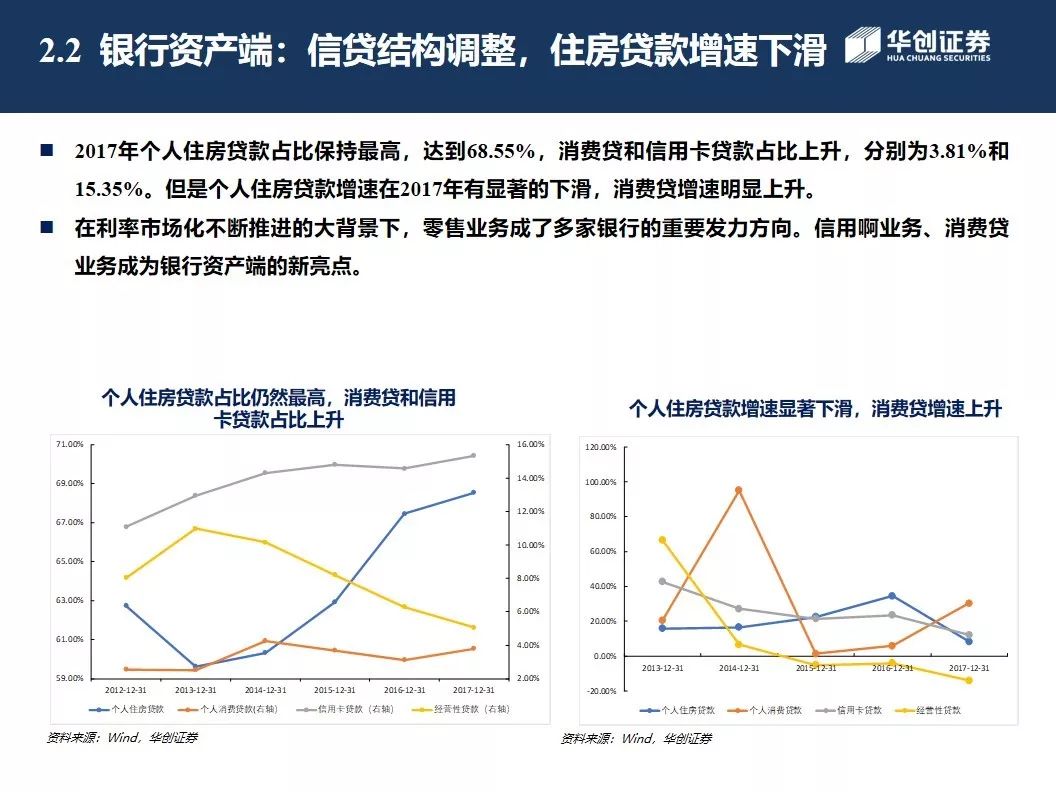 2.2 银行资产端：信贷结构调整，住房贷款增速下滑
华创证券
HUA CHUANG SECURITIES
■ 2017年个人住房贷款占比保持最高，达到68.55%，消费贷和信用卡贷款占比上升，分别为3.81%和
15.35%。但是个人住房贷款增速在2017年有显著的下滑，消费贷增速明显上升。
■ 在利率市场化不断推进的大背景下，零售业务成了多家银行的重要发力方向。信用啊业务、消费贷
业务成为银行资产端的新亮点。
个人住房贷款占比仍然最高，消费贷和信用
卡贷款占比上升
71.00%
69.00%
67.00%
65.00%
63.00%
61.00%
59.00%
16.00%
14.00%
12.00%
10.00%
8.00%
6.00%
4.00%
2.00%
2012-12-31 2013-12-31 2014-12-31 2015-12-31 2016-12-31 2017-12-31
个人住房贷款 个人消费贷款(右轴) 信用卡贷款（右轴） 经营性贷款（右轴）
资料来源：Wind，华创证券
个人住房贷款增速显著下滑，消费贷增速上升
120.00%
100.00%
80.00%
60.00%
40.00%
20.00%
0.00%
-20.00%
2013-12-31 2014-12-31 2015-12-31 2016-12-31 2017-12-31
个人住房贷款 个人消费贷款 信用卡贷款 经营性贷款
资料来源：Wind，华创证券